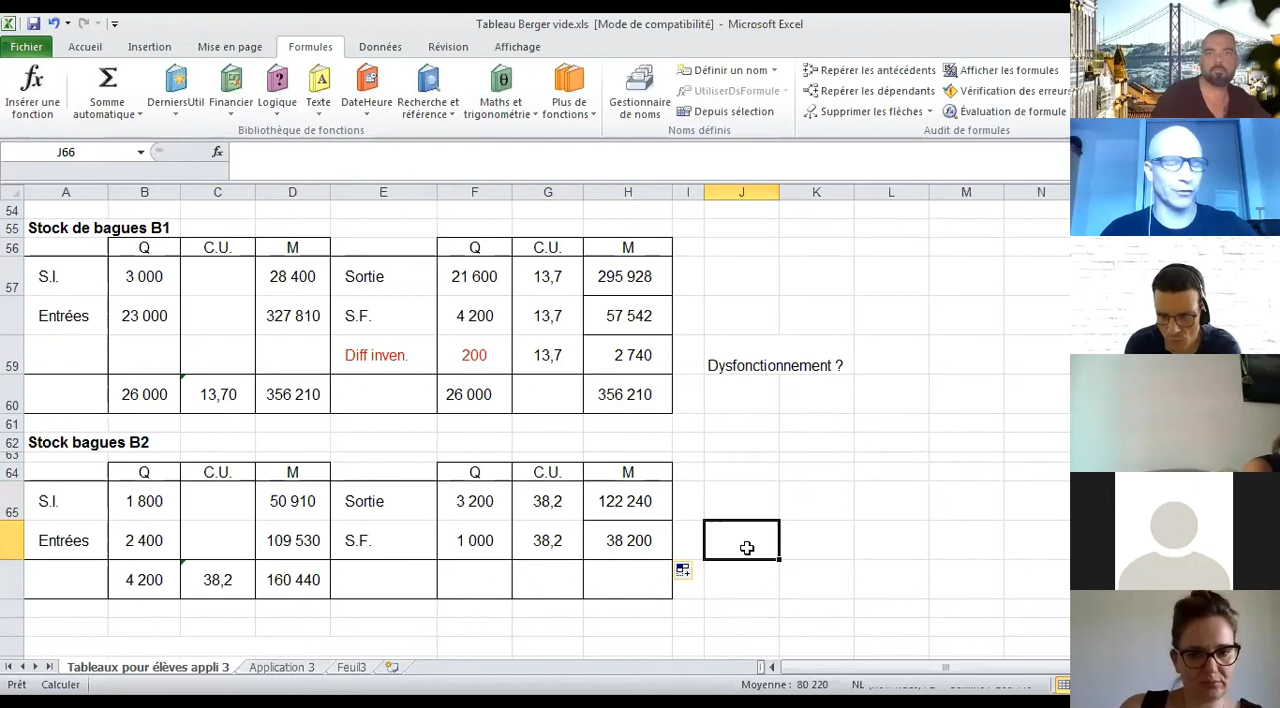 Tableau Berger vide.xls [Mode de compatibilité] - Microsoft Excel
Fichier Accueil Insertion Mise en page Formules Données Révision Affichage
Insérer une fonction
Somme automatique
DerniersUtil
Financier
Logique
Texte
DateHeure
Recherche et référence
Maths et trigonométrie
Plus de fonctions
Bibliothèque de fonctions
Gestionnaire de noms
Définir un nom
UtiliserDsFormule
Depuis sélection
Noms définis
Repérer les antécédents
Repérer les dépendants
Supprimer les flèches
Afficher les formules
Vérification des erreurs
Évaluation de formule
Audit de formules
J66 fx
A B C D E F G H I J K L M N
54
55 Stock de bagues B1
56 Q C.U. M Q C.U. M
57 S.I. 3 000 28 400 Sortie 21 600 13,7 295 928
Entrées 23 000 327 810 S.F. 4 200 13,7 57 542
59 Diff inven. 200 13,7 2 740 Dysfonctionnement ?
60 26 000 13,70 356 210 26 000 356 210
61
62 Stock bagues B2
63
64 Q C.U. M Q C.U. M
65 S.I. 1 800 50 910 Sortie 3 200 38,2 122 240
Entrées 2 400 109 530 S.F. 1 000 38,2 38 200
4 200 38,2 160 440
Tableaux pour élèves appli 3 Application 3 Feuil3
Prêt Calculer Moyenne : 80 220